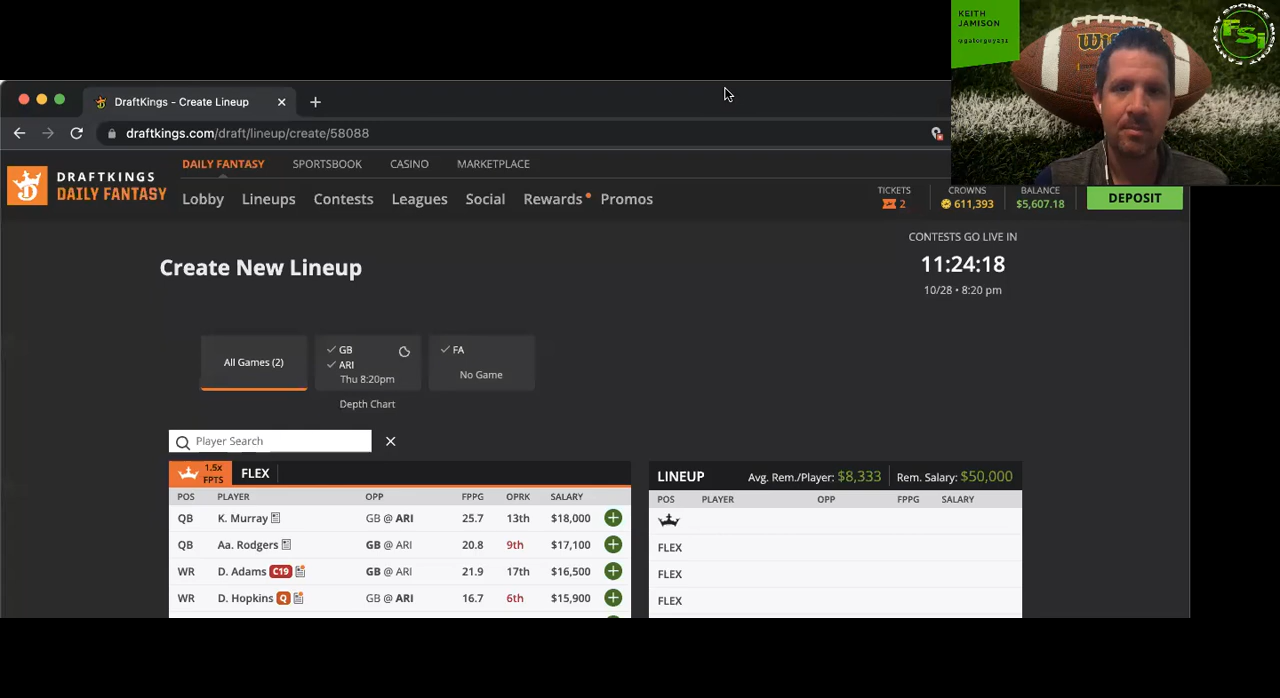 KEITH
JAMISON
@gatorguy231
FSi
DraftKings - Create Lineup
draftkings.com/draft/lineup/create/58088
DRAFTKINGS
DAILY FANTASY
DAILY FANTASY SPORTSBOOK CASINO MARKETPLACE
Lobby Lineups Contests Leagues Social Rewards Promos
TICKETS CROWNS BALANCE
2 611,393 $5,607.18 DEPOSIT
Create New Lineup
CONTESTS GO LIVE IN
11:24:18
10/28 • 8:20 pm
All Games (2)
GB
ARI
Thu 8:20pm
Depth Chart
FA
No Game
Player Search
1.5x
FPTS
FLEX
POS PLAYER OPP FPPG OPRK SALARY
QB K. Murray GB @ ARI 25.7 13th $18,000
QB Aa. Rodgers GB @ ARI 20.8 9th $17,100
WR D. Adams C19 GB @ ARI 21.9 17th $16,500
WR D. Hopkins Q GB @ ARI 16.7 6th $15,900
LINEUP Avg. Rem./Player: $8,333 Rem. Salary: $50,000
POS PLAYER OPP FPPG SALARY
FLEX
FLEX
FLEX